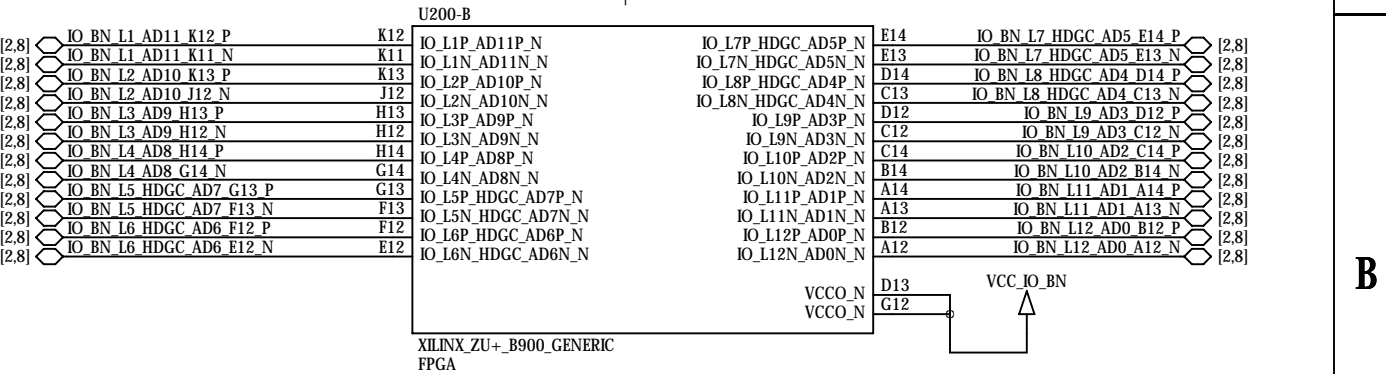 U200-B
[2,8] IO_BN_L1_AD11_K12_P K12 IO_L1P_AD11P_N IO_L7P_HDGC_AD5P_N E14 IO_BN_L7_HDGC_AD5_E14_P [2,8]
[2,8] IO_BN_L1_AD11_K11_N K11 IO_L1N_AD11N_N IO_L7N_HDGC_AD5N_N E13 IO_BN_L7_HDGC_AD5_E13_N [2,8]
[2,8] IO_BN_L2_AD10_K13_P K13 IO_L2P_AD10P_N IO_L8P_HDGC_AD4P_N D14 IO_BN_L8_HDGC_AD4_D14_P [2,8]
[2,8] IO_BN_L2_AD10_J12_N J12 IO_L2N_AD10N_N IO_L8N_HDGC_AD4N_N C13 IO_BN_L8_HDGC_AD4_C13_N [2,8]
[2,8] IO_BN_L3_AD9_H13_P H13 IO_L3P_AD9P_N IO_L9P_AD3P_N D12 IO_BN_L9_AD3_D12_P [2,8]
[2,8] IO_BN_L3_AD9_H12_N H12 IO_L3N_AD9N_N IO_L9N_AD3N_N C12 IO_BN_L9_AD3_C12_N [2,8]
[2,8] IO_BN_L4_AD8_H14_P H14 IO_L4P_AD8P_N IO_L10P_AD2P_N C14 IO_BN_L10_AD2_C14_P [2,8]
[2,8] IO_BN_L4_AD8_G14_N G14 IO_L4N_AD8N_N IO_L10N_AD2N_N B14 IO_BN_L10_AD2_B14_N [2,8]
[2,8] IO_BN_L5_HDGC_AD7_G13_P G13 IO_L5P_HDGC_AD7P_N IO_L11P_AD1P_N A14 IO_BN_L11_AD1_A14_P [2,8]
[2,8] IO_BN_L5_HDGC_AD7_F13_N F13 IO_L5N_HDGC_AD7N_N IO_L11N_AD1N_N A13 IO_BN_L11_AD1_A13_N [2,8]
[2,8] IO_BN_L6_HDGC_AD6_F12_P F12 IO_L6P_HDGC_AD6P_N IO_L12P_AD0P_N B12 IO_BN_L12_AD0_B12_P [2,8]
[2,8] IO_BN_L6_HDGC_AD6_E12_N E12 IO_L6N_HDGC_AD6N_N IO_L12N_AD0N_N A12 IO_BN_L12_AD0_A12_N [2,8]
B
VCC_IO_BN
VCCO_N D13
VCCO_N G12
XILINX_ZU+_B900_GENERIC
FPGA